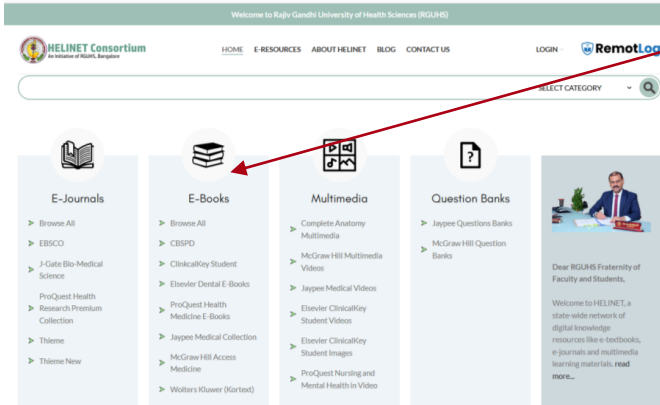 Welcome to Rajiv Gandhi University of Health Sciences (RGUHS)
HELINET Consortium
An Initiative of RGUHS, Bangalore
HOME E-RESOURCES ABOUT HELINET BLOG CONTACT US
LOGIN
RemotLog
SELECT CATEGORY
E-Journals
Browse All
EBSCO
J-Gate Bio-Medical
Science
ProQuest Health
Research Premium
Collection
Thieme
Thieme New
E-Books
Browse All
CBSPD
ClinkcalKey Student
Elsevier Dental E-Books
ProQuest Health
Medicine E-Books
Jaypee Medical Collection
McGraw Hill Access
Medicine
Wolters Kluwer (Kortext)
Multimedia
Complete Anatomy
Multimedia
McGraw Hill Multimedia
Videos
Jaypee Medical Videos
Elsevier ClinicalKey
Student Videos
Elsevier ClinicalKey
Student Images
ProQuest Nursing and
Mental Health in Video
Question Banks
Jaypee Questions Banks
McGraw Hill Question
Banks
Dear RGUHS Fraternity of
Faculty and Students,
Welcome to HELINET, a
state-wide network of
digital knowledge
resources like e-textbooks,
e-journals and multimedia
learning materials. read
more...